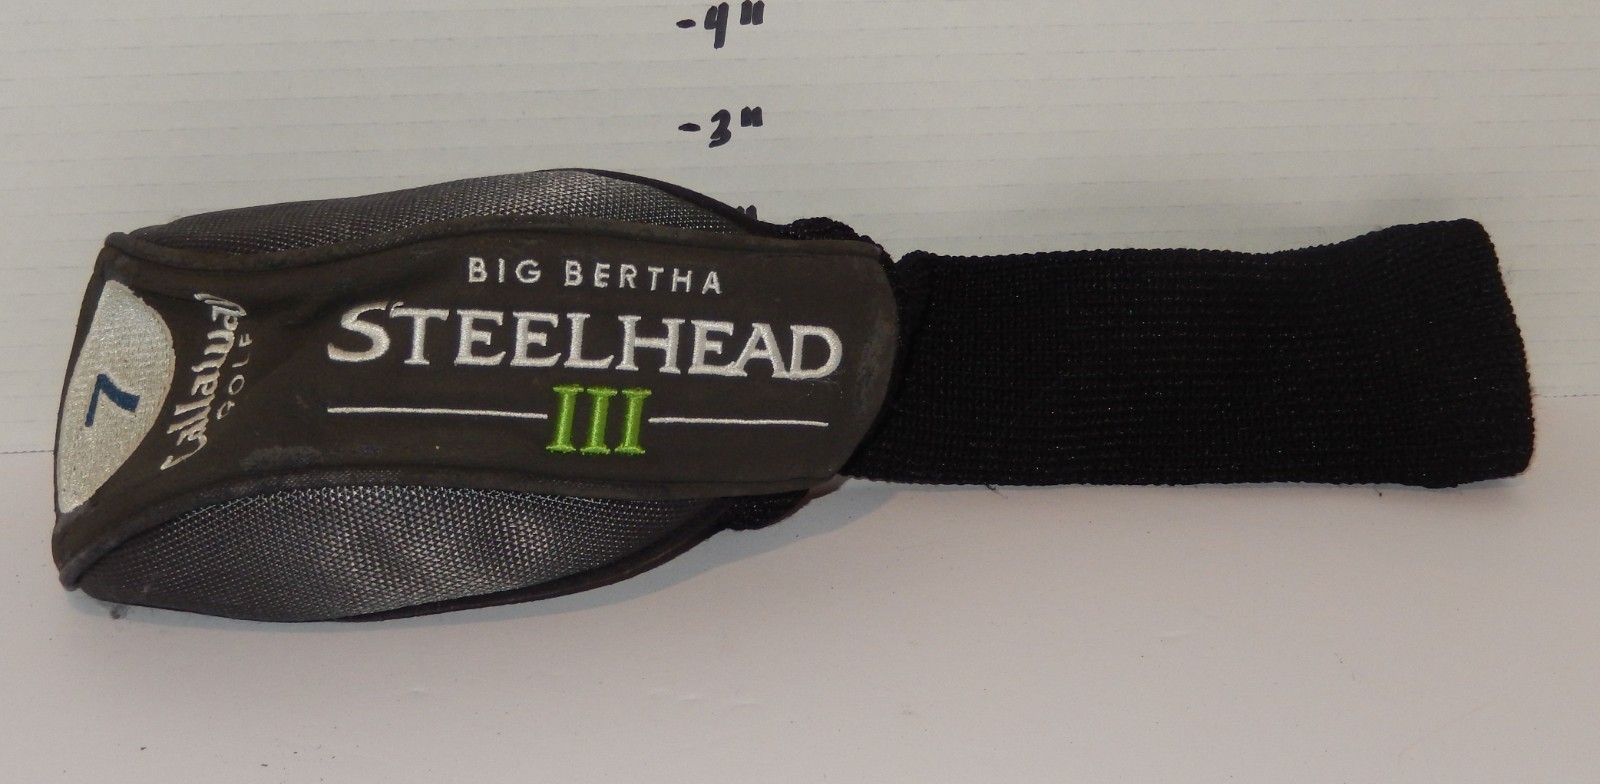 -4"
-3"
"
BIG BERTHA
STEELHEAD
III
Callaway
GOLF
7